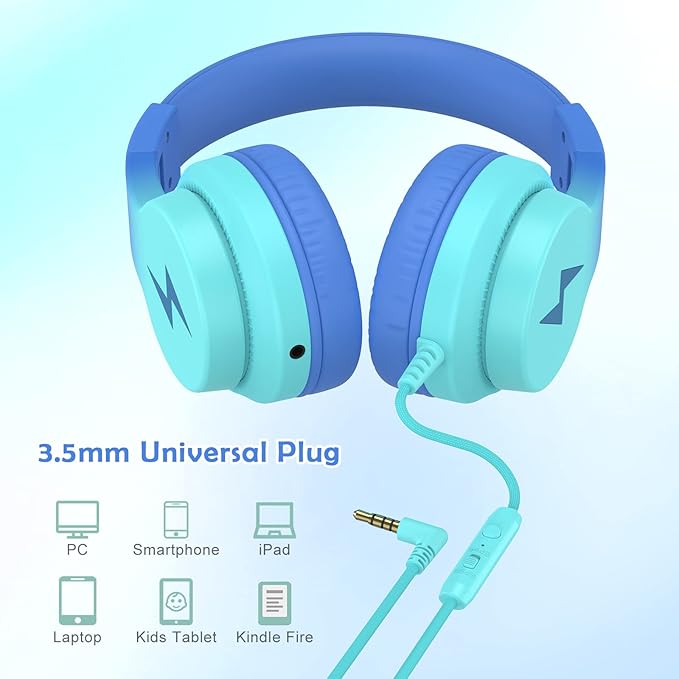 3.5mm Universal Plug
PC
Smartphone
iPad
Laptop
Kids Tablet
Kindle Fire